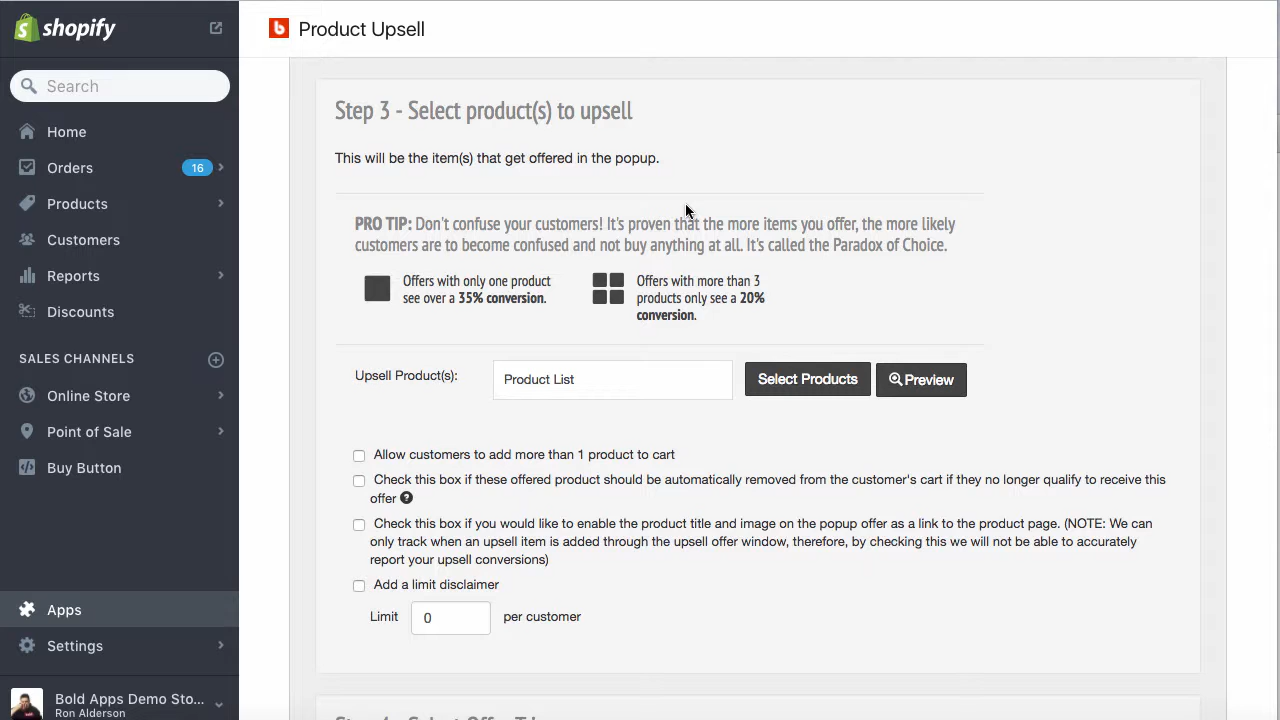 shopify
Product Upsell
Search
Home
Orders 16
Products
Customers
Reports
Discounts
SALES CHANNELS
Online Store
Point of Sale
Buy Button
Apps
Settings
Bold Apps Demo Sto...
Ron Alderson
Step 3 - Select product(s) to upsell
This will be the item(s) that get offered in the popup.
PRO TIP: Don't confuse your customers! It's proven that the more items you offer, the more likely
customers are to become confused and not buy anything at all. It's called the Paradox of Choice.
Offers with only one product
see over a 35% conversion.
Offers with more than 3
products only see a 20%
conversion.
Upsell Product(s): Product List Select Products Preview
Allow customers to add more than 1 product to cart
Check this box if these offered product should be automatically removed from the customer's cart if they no longer qualify to receive this
offer ?
Check this box if you would like to enable the product title and image on the popup offer as a link to the product page. (NOTE: We can
only track when an upsell item is added through the upsell offer window, therefore, by checking this we will not be able to accurately
report your upsell conversions)
Add a limit disclaimer
Limit 0 per customer